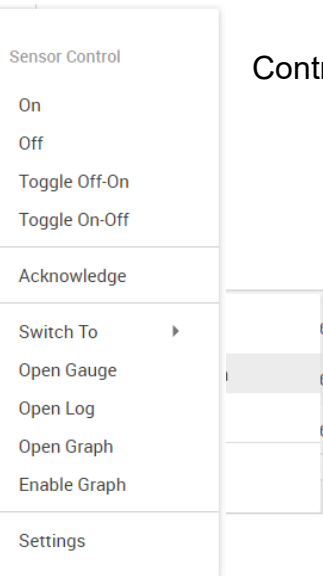 Sensor Control
Contr
On
Off
Toggle Off-On
Toggle On-Off
Acknowledge
Switch To
Open Gauge
Open Log
Open Graph
Enable Graph
Settings